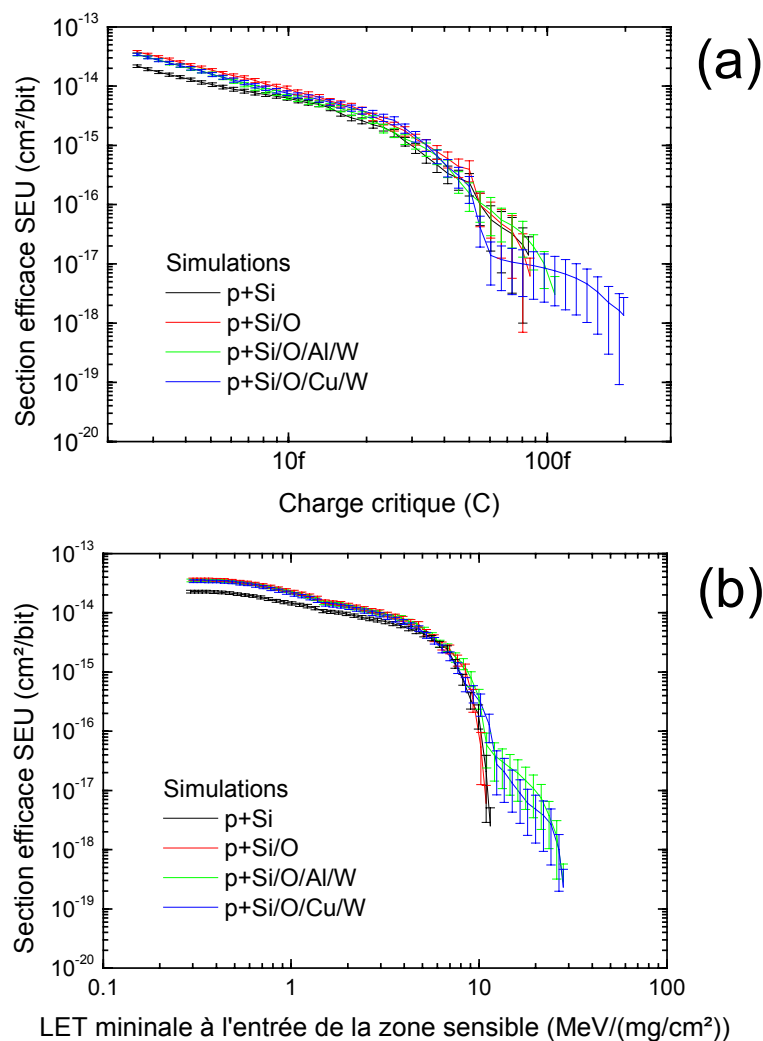 (a)
Section efficace SEU (cm²/bit)
10⁻¹³
10⁻¹⁴
10⁻¹⁵
10⁻¹⁶
10⁻¹⁷
10⁻¹⁸
10⁻¹⁹
10⁻²⁰
Simulations
p+Si
p+Si/O
p+Si/O/Al/W
p+Si/O/Cu/W
10f 100f
Charge critique (C)
(b)
Section efficace SEU (cm²/bit)
10⁻¹³
10⁻¹⁴
10⁻¹⁵
10⁻¹⁶
10⁻¹⁷
10⁻¹⁸
10⁻¹⁹
10⁻²⁰
Simulations
p+Si
p+Si/O
p+Si/O/Al/W
p+Si/O/Cu/W
0.1 1 10 100
LET mininale à l'entrée de la zone sensible (MeV/(mg/cm²))